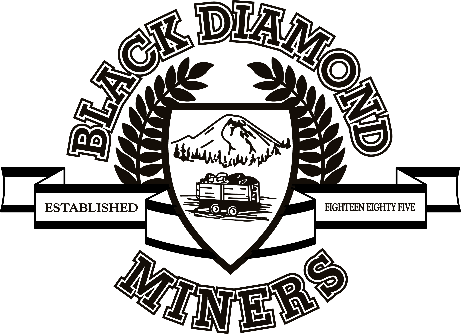 BLACK DIAMOND
ESTABLISHED
EIGHTEEN EIGHTY FIVE
MINERS